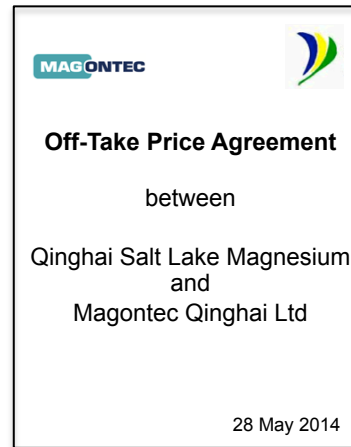 MAGONTEC
Off-Take Price Agreement
between
Qinghai Salt Lake Magnesium
and
Magontec Qinghai Ltd
28 May 2014